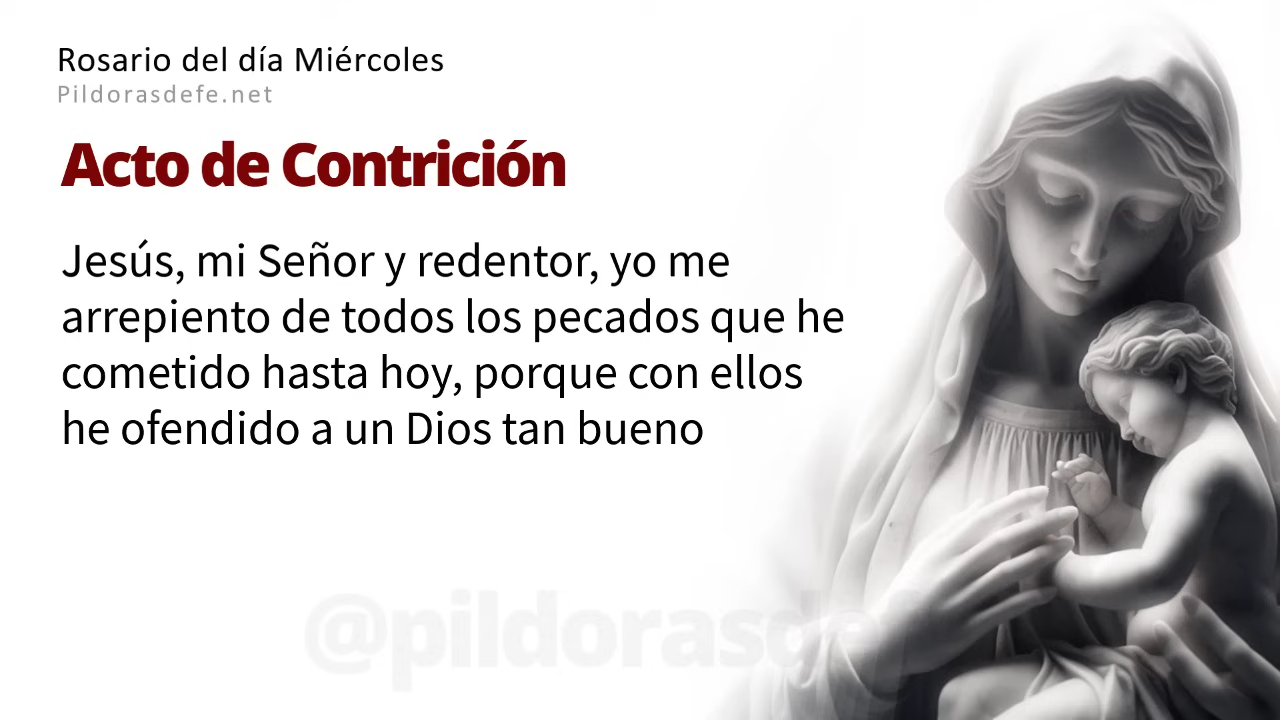 Rosario del día Miércoles
Pildorasdefe.net
Acto de Contrición
Jesús, mi Señor y redentor, yo me
arrepiento de todos los pecados que he
cometido hasta hoy, porque con ellos
he ofendido a un Dios tan bueno
@pildorasdef